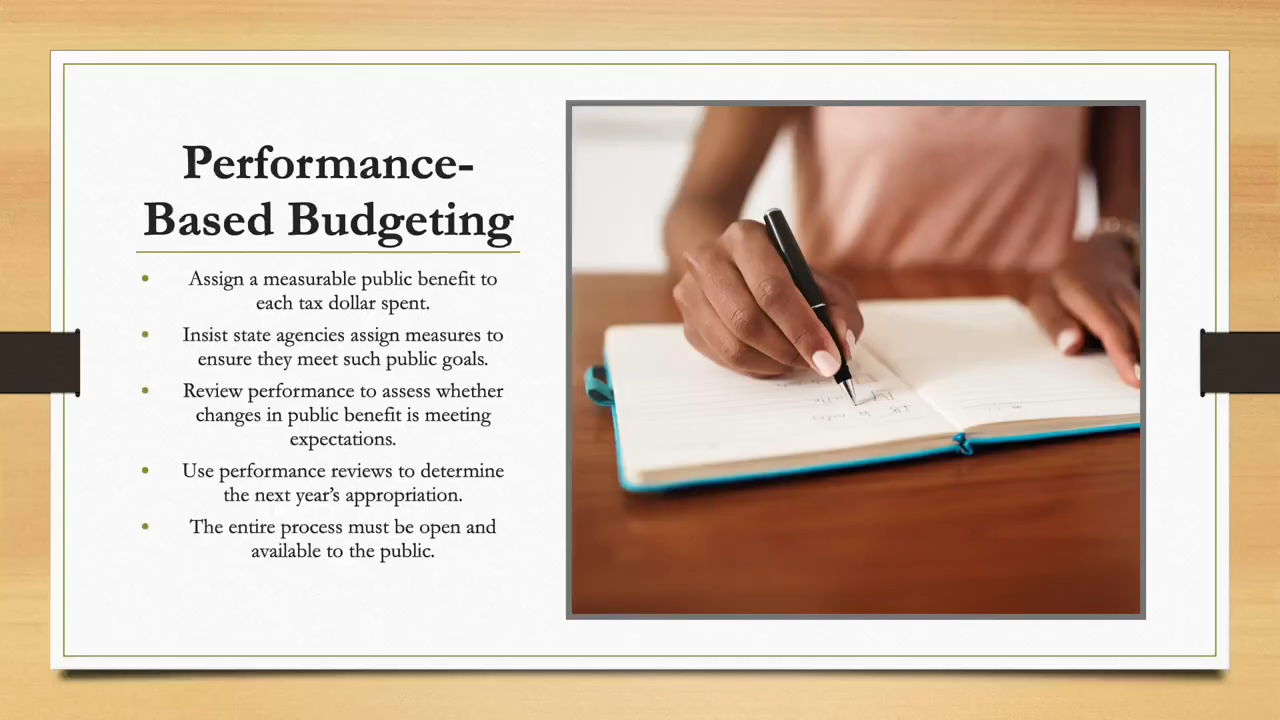 Performance-
Based Budgeting
• Assign a measurable public benefit to
each tax dollar spent.
• Insist state agencies assign measures to
ensure they meet such public goals.
• Review performance to assess whether
changes in public benefit is meeting
expectations.
• Use performance reviews to determine
the next year’s appropriation.
• The entire process must be open and
available to the public.